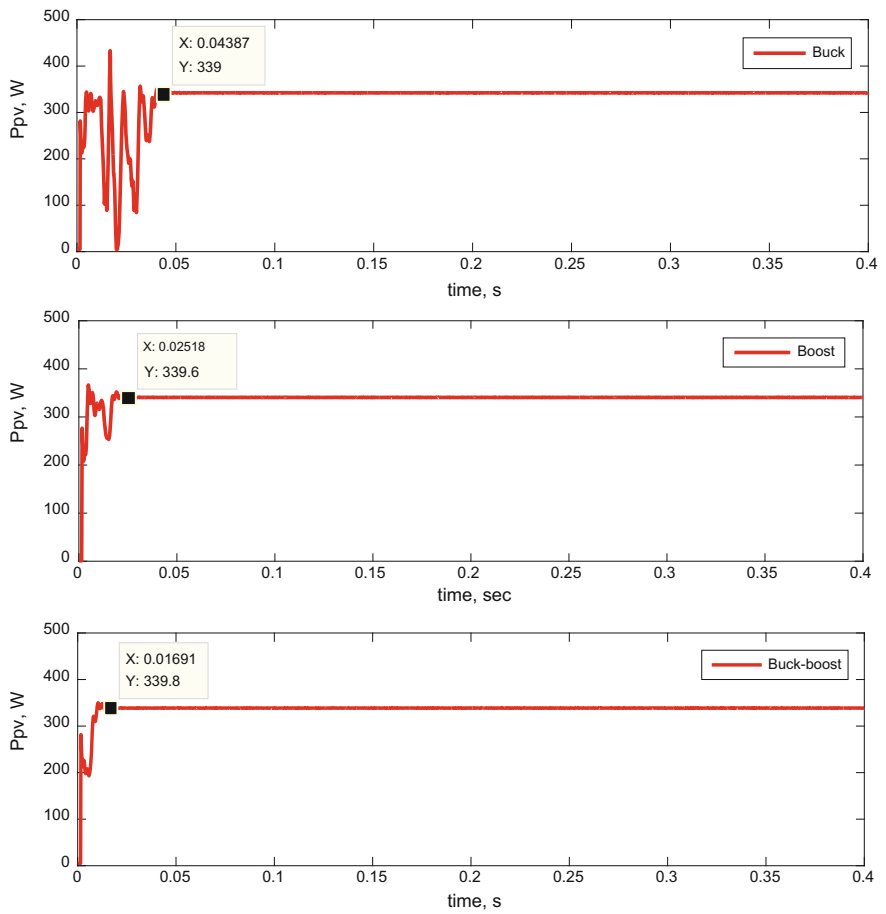 500
400
300
200
100
0
Ppv, W
X: 0.04387
Y: 339
Buck
0 0.05 0.1 0.15 0.2 0.25 0.3 0.35 0.4
time, s
500
400
300
200
100
0
Ppv, W
X: 0.02518
Y: 339.6
Boost
0 0.05 0.1 0.15 0.2 0.25 0.3 0.35 0.4
time, sec
500
400
300
200
100
0
Ppv, W
X: 0.01691
Y: 339.8
Buck-boost
0 0.05 0.1 0.15 0.2 0.25 0.3 0.35 0.4
time, s